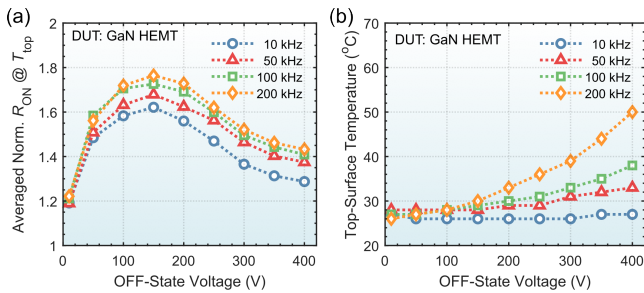 (a)
DUT: GaN HEMT
10 kHz
50 kHz
100 kHz
200 kHz
Averaged Norm. R_ON @ T_top
2
1.8
1.6
1.4
1.2
1
0
100
200
300
400
OFF-State Voltage (V)
(b)
DUT: GaN HEMT
10 kHz
50 kHz
100 kHz
200 kHz
Top-Surface Temperature (°C)
70
60
50
40
30
20
0
100
200
300
400
OFF-State Voltage (V)